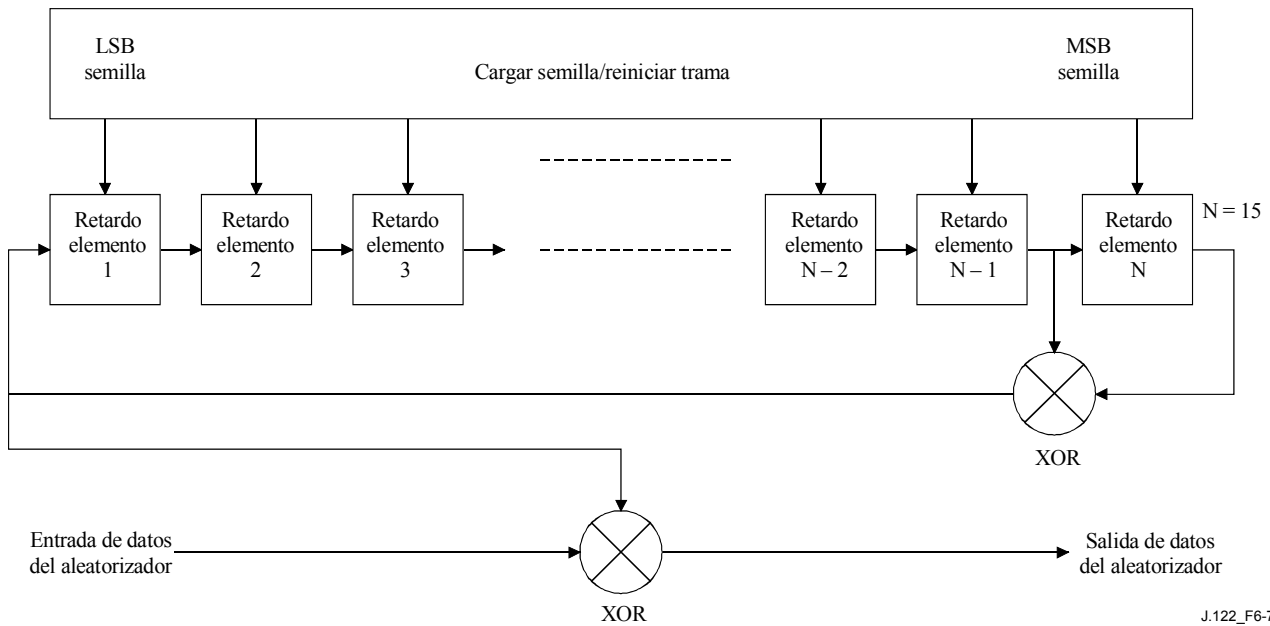 LSB
semilla
Cargar semilla/reiniciar trama
MSB
semilla
Retardo
elemento
1
Retardo
elemento
2
Retardo
elemento
3
Retardo
elemento
N – 2
Retardo
elemento
N – 1
Retardo
elemento
N
N = 15
XOR
Entrada de datos
del aleatorizador
XOR
Salida de datos
del aleatorizador
J.122_F6-7